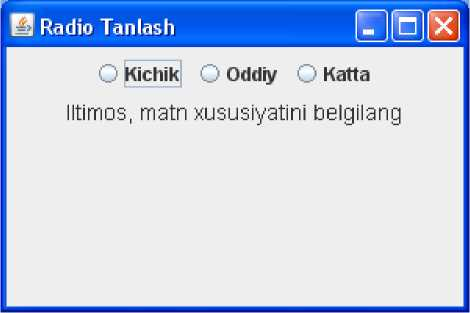 Radio Tanlash
Kichik Oddiy Katta
Iltimos, matn xususiyatini belgilang